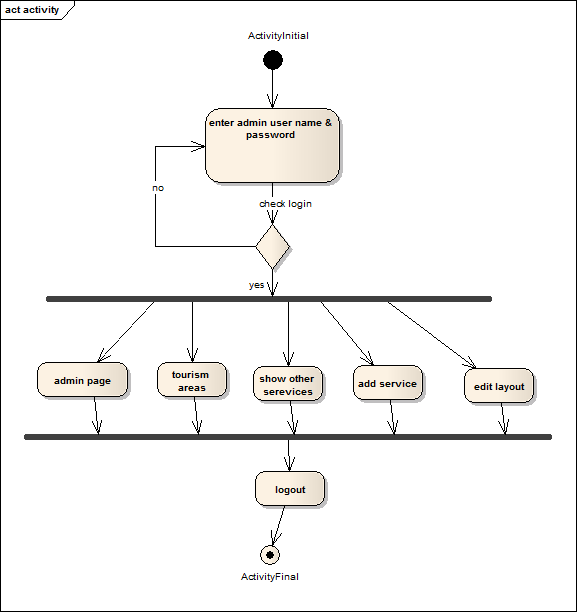 act activity
ActivityInitial
enter admin user name &
password
no
check login
yes
admin page
tourism
areas
show other
serevices
add service
edit layout
logout
ActivityFinal